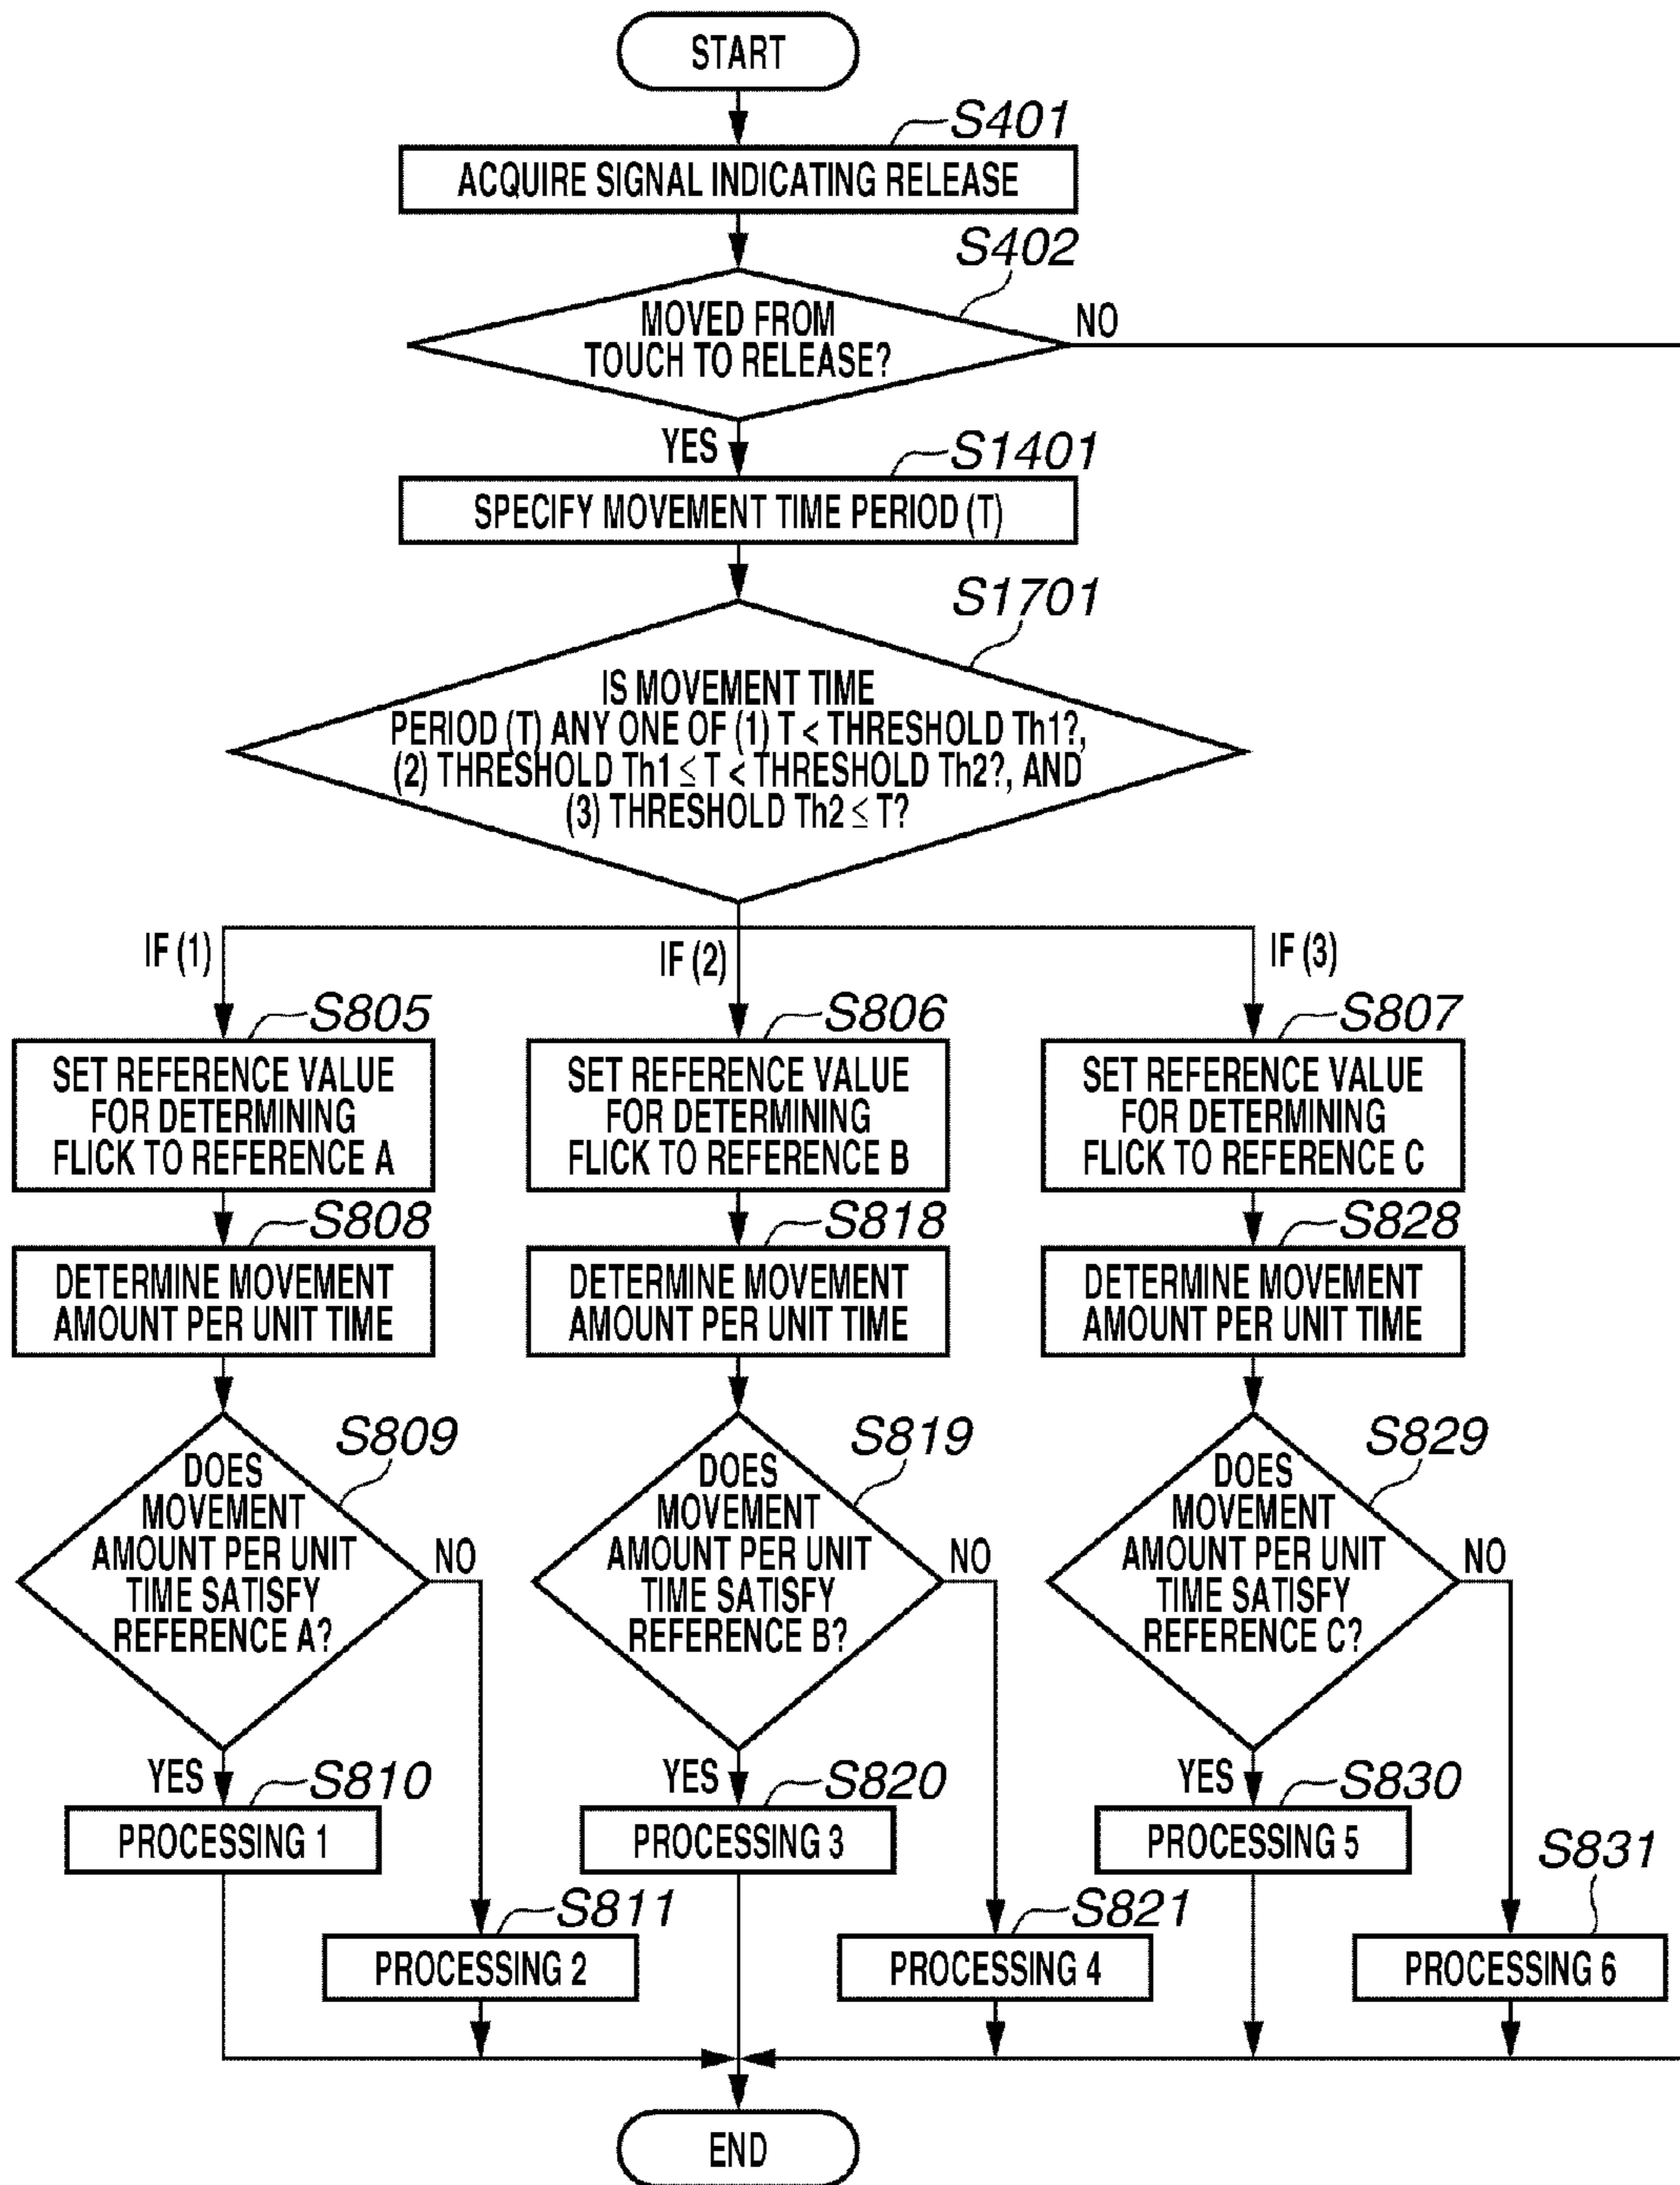 START
S401
ACQUIRE SIGNAL INDICATING RELEASE
S402
MOVED FROM
TOUCH TO RELEASE?
NO
YES
S1401
SPECIFY MOVEMENT TIME PERIOD (T)
S1701
IS MOVEMENT TIME
PERIOD (T) ANY ONE OF (1) T < THRESHOLD Th1?,
(2) THRESHOLD Th1 ≤ T < THRESHOLD Th2?, AND
(3) THRESHOLD Th2 ≤ T?
IF (1)
IF (2)
IF (3)
S805
SET REFERENCE VALUE
FOR DETERMINING
FLICK TO REFERENCE A
S806
SET REFERENCE VALUE
FOR DETERMINING
FLICK TO REFERENCE B
S807
SET REFERENCE VALUE
FOR DETERMINING
FLICK TO REFERENCE C
S808
DETERMINE MOVEMENT
AMOUNT PER UNIT TIME
S818
DETERMINE MOVEMENT
AMOUNT PER UNIT TIME
S828
DETERMINE MOVEMENT
AMOUNT PER UNIT TIME
S809
DOES
MOVEMENT
AMOUNT PER UNIT
TIME SATISFY
REFERENCE A?
NO
YES
S819
DOES
MOVEMENT
AMOUNT PER UNIT
TIME SATISFY
REFERENCE B?
NO
YES
S829
DOES
MOVEMENT
AMOUNT PER UNIT
TIME SATISFY
REFERENCE C?
NO
YES
S810
PROCESSING 1
S820
PROCESSING 3
S830
PROCESSING 5
S811
PROCESSING 2
S821
PROCESSING 4
S831
PROCESSING 6
END